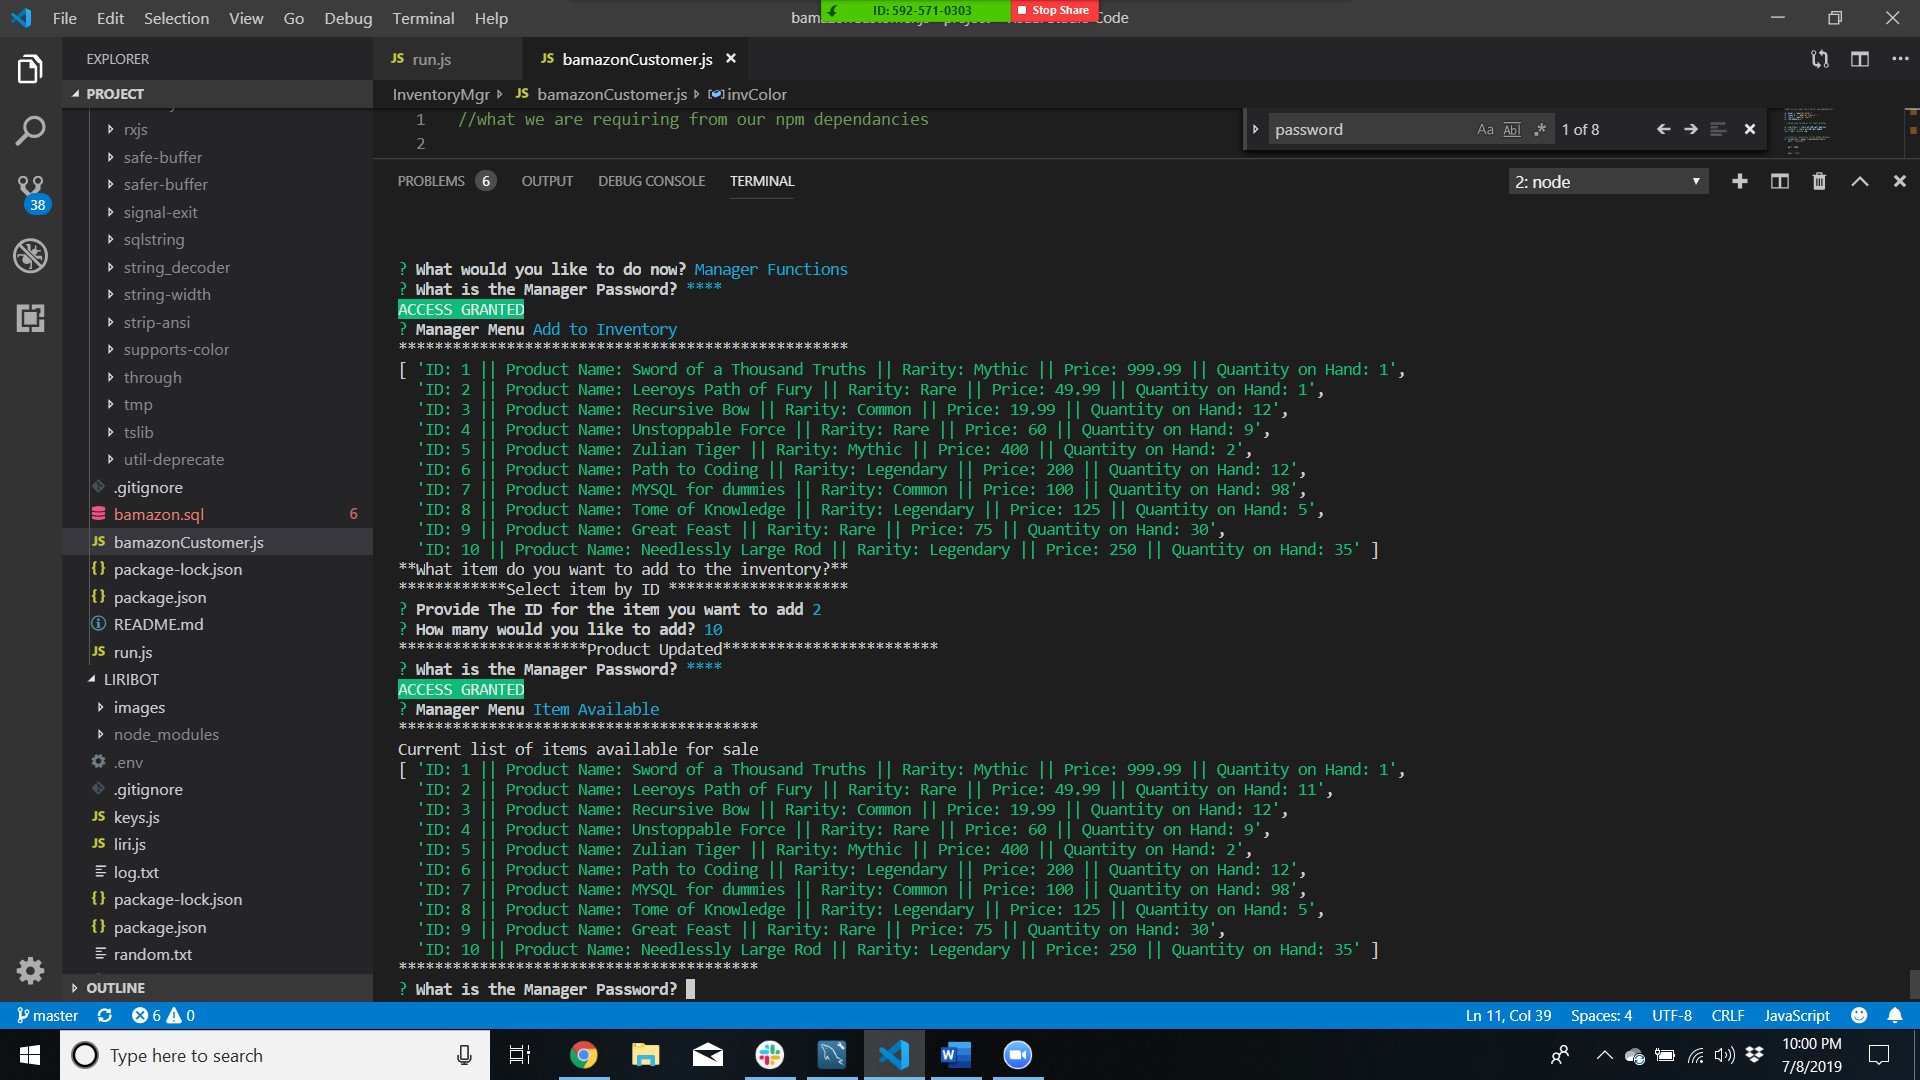 File Edit Selection View Go Debug Terminal Help
ID: 592-571-0303
Stop Share
EXPLORER
JS run.js
JS bamazonCustomer.js
PROJECT
InventoryMgr JS bamazonCustomer.js invColor
1 //what we are requiring from our npm dependancies
2
password
Aa Abl .* 1 of 8
PROBLEMS 6 OUTPUT DEBUG CONSOLE TERMINAL
2: node
rxjs
safe-buffer
safer-buffer
signal-exit
sqlstring
string_decoder
string-width
strip-ansi
supports-color
through
tmp
tslib
util-deprecate
.gitignore
bamazon.sql 6
JS bamazonCustomer.js
{} package-lock.json
{} package.json
README.md
JS run.js
LIRIBOT
images
node_modules
.env
.gitignore
JS keys.js
JS liri.js
log.txt
{} package-lock.json
{} package.json
random.txt
OUTLINE
38
? What would you like to do now? Manager Functions
? What is the Manager Password? ****
ACCESS GRANTED
? Manager Menu Add to Inventory
**************************************************
[ 'ID: 1 || Product Name: Sword of a Thousand Truths || Rarity: Mythic || Price: 999.99 || Quantity on Hand: 1',
'ID: 2 || Product Name: Leeroys Path of Fury || Rarity: Rare || Price: 49.99 || Quantity on Hand: 1',
'ID: 3 || Product Name: Recursive Bow || Rarity: Common || Price: 19.99 || Quantity on Hand: 12',
'ID: 4 || Product Name: Unstoppable Force || Rarity: Rare || Price: 60 || Quantity on Hand: 9',
'ID: 5 || Product Name: Zulian Tiger || Rarity: Mythic || Price: 400 || Quantity on Hand: 2',
'ID: 6 || Product Name: Path to Coding || Rarity: Legendary || Price: 200 || Quantity on Hand: 12',
'ID: 7 || Product Name: MYSQL for dummies || Rarity: Common || Price: 100 || Quantity on Hand: 98',
'ID: 8 || Product Name: Tome of Knowledge || Rarity: Legendary || Price: 125 || Quantity on Hand: 5',
'ID: 9 || Product Name: Great Feast || Rarity: Rare || Price: 75 || Quantity on Hand: 30',
'ID: 10 || Product Name: Needlessly Large Rod || Rarity: Legendary || Price: 250 || Quantity on Hand: 35' ]
**What item do you want to add to the inventory?**
************Select item by ID ********************
? Provide The ID for the item you want to add 2
? How many would you like to add? 10
*********************Product Updated************************
? What is the Manager Password? ****
ACCESS GRANTED
? Manager Menu Item Available
****************************************
Current list of items available for sale
[ 'ID: 1 || Product Name: Sword of a Thousand Truths || Rarity: Mythic || Price: 999.99 || Quantity on Hand: 1',
'ID: 2 || Product Name: Leeroys Path of Fury || Rarity: Rare || Price: 49.99 || Quantity on Hand: 11',
'ID: 3 || Product Name: Recursive Bow || Rarity: Common || Price: 19.99 || Quantity on Hand: 12',
'ID: 4 || Product Name: Unstoppable Force || Rarity: Rare || Price: 60 || Quantity on Hand: 9',
'ID: 5 || Product Name: Zulian Tiger || Rarity: Mythic || Price: 400 || Quantity on Hand: 2',
'ID: 6 || Product Name: Path to Coding || Rarity: Legendary || Price: 200 || Quantity on Hand: 12',
'ID: 7 || Product Name: MYSQL for dummies || Rarity: Common || Price: 100 || Quantity on Hand: 98',
'ID: 8 || Product Name: Tome of Knowledge || Rarity: Legendary || Price: 125 || Quantity on Hand: 5',
'ID: 9 || Product Name: Great Feast || Rarity: Rare || Price: 75 || Quantity on Hand: 30',
'ID: 10 || Product Name: Needlessly Large Rod || Rarity: Legendary || Price: 250 || Quantity on Hand: 35' ]
****************************************
? What is the Manager Password?
master 6 0 Ln 11, Col 39 Spaces: 4 UTF-8 CRLF JavaScript
Type here to search
10:00 PM
7/8/2019